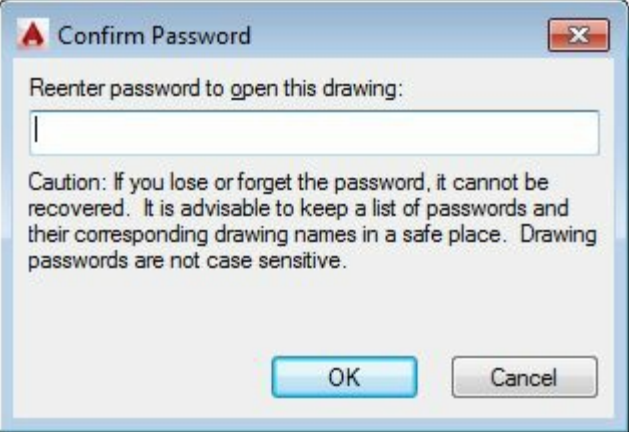 Confirm Password
Reenter password to open this drawing:
Caution: If you lose or forget the password, it cannot be
recovered.  It is advisable to keep a list of passwords and
their corresponding drawing names in a safe place.  Drawing
passwords are not case sensitive.
OK
Cancel